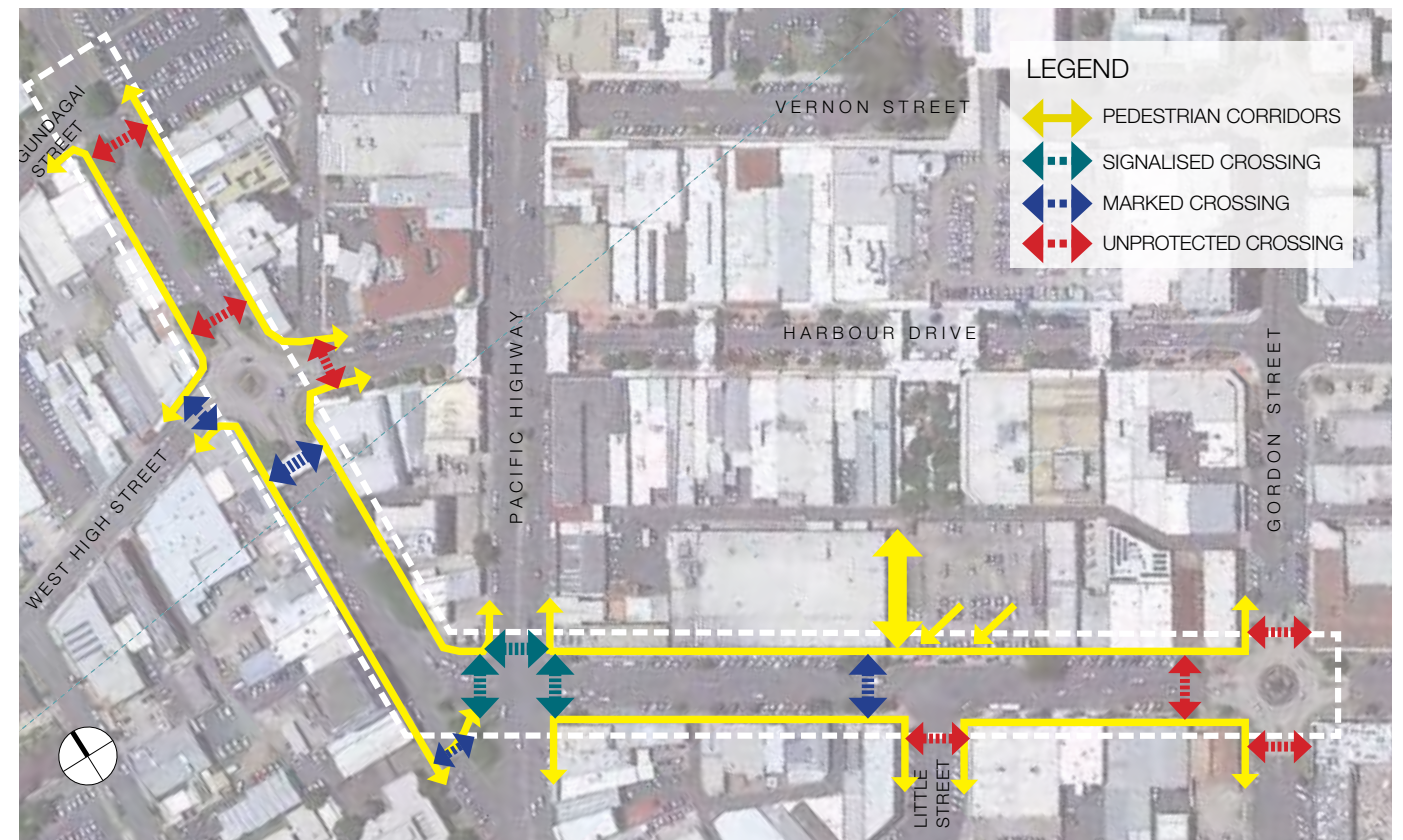 LEGEND
PEDESTRIAN CORRIDORS
SIGNALISED CROSSING
MARKED CROSSING
UNPROTECTED CROSSING
VERNON STREET
GUNDAGAI
STREET
HARBOUR DRIVE
PACIFIC HIGHWAY
GORDON STREET
WEST HIGH STREET
LITTLE
STREET